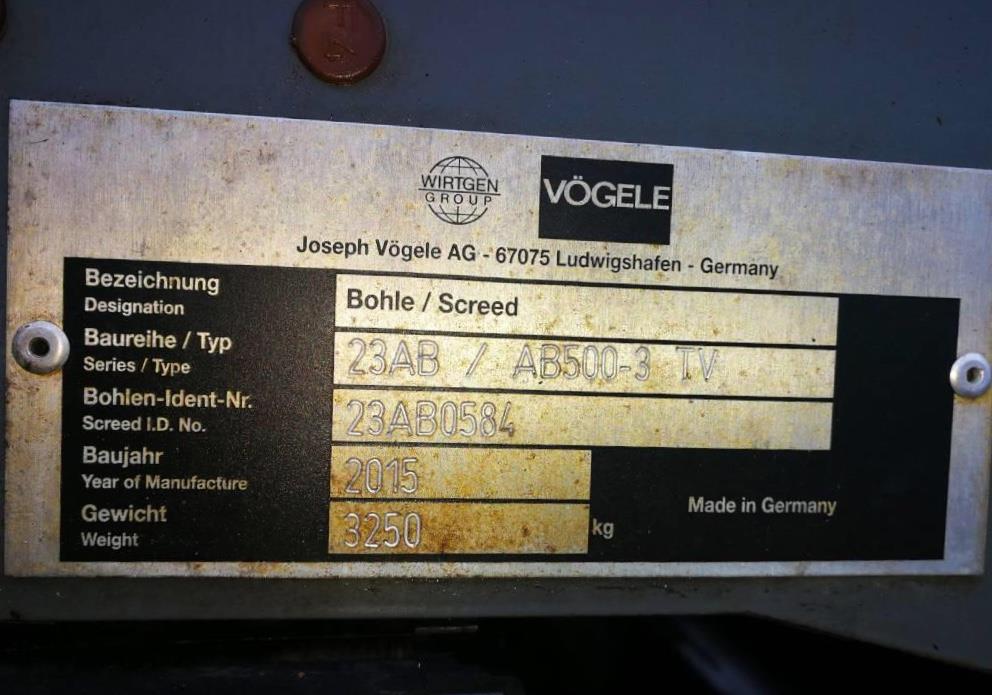 WIRTGEN
GROUP
VÖGELE
Joseph Vögele AG - 67075 Ludwigshafen - Germany
Bezeichnung
Designation
Bohle / Screed
Baureihe / Typ
Series / Type
23AB / AB500-3 TV
Bohlen-Ident-Nr.
Screed I.D. No.
23AB0584
Baujahr
Year of Manufacture
2015
Made in Germany
Gewicht
Weight
3250 kg